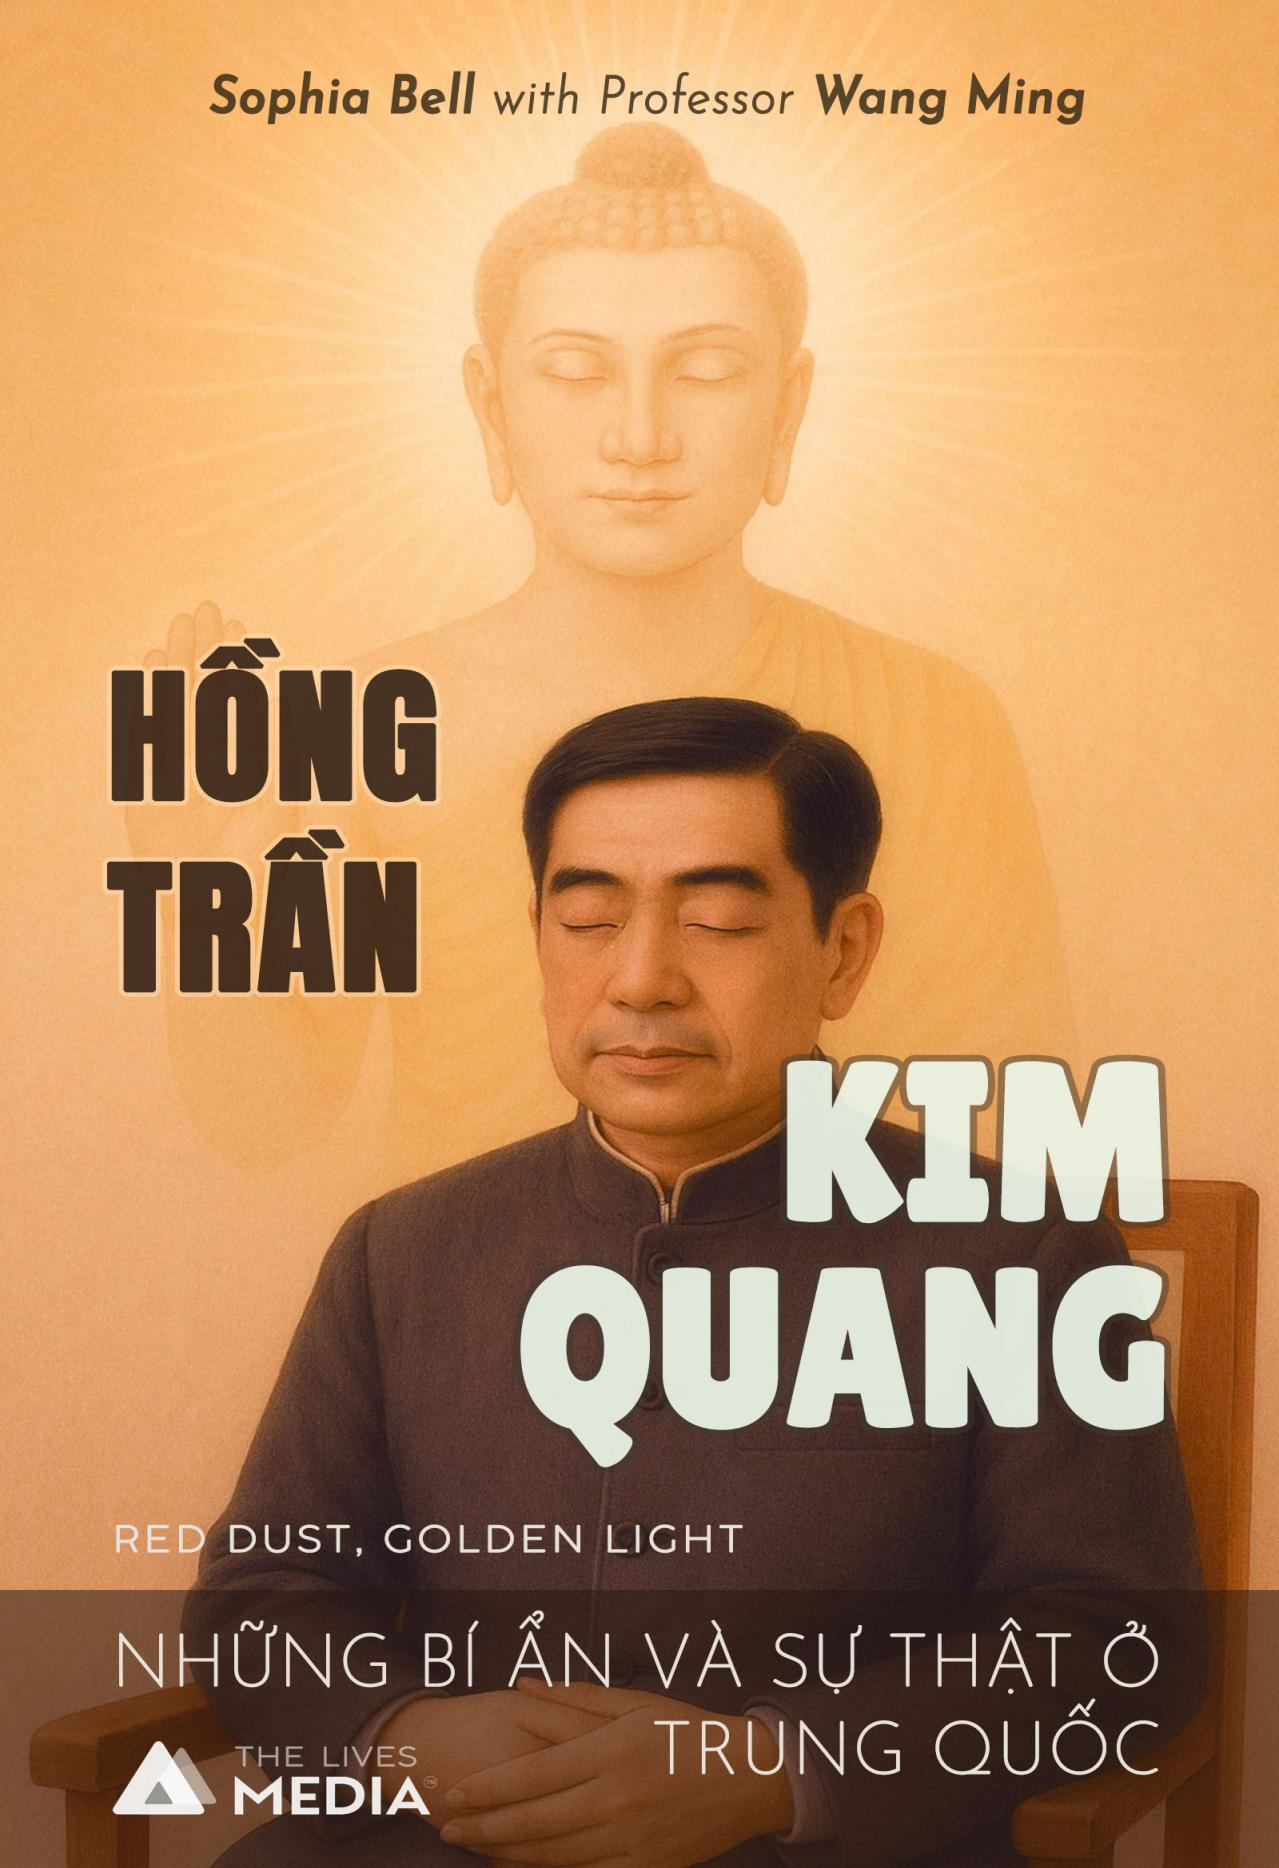 Sophia Bell with Professor Wang Ming
HỒNG
TRẦN
KIM
QUANG
RED DUST, GOLDEN LIGHT
NHỮNG BÍ ẨN VÀ SỰ THẬT Ở
TRUNG QUỐC
THE LIVES
MEDIA™